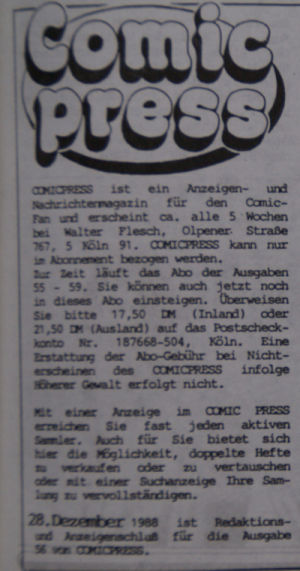 Comic
press
COMICPRESS ist ein Anzeigen- und
Nachrichtenmagazin für den Comic-
Fan und erscheint ca. alle 5 Wochen
bei Walter Flesch, Olpener Straße
767, 5 Köln 91. COMICPRESS kann nur
im Abonnement bezogen werden.
Zur Zeit läuft das Abo der Ausgaben
55 - 59. Sie können auch jetzt noch
in dieses Abo einsteigen. Überweisen
Sie bitte 17,50 DM (Inland) oder
21,50 DM (Ausland) auf das Postscheck-
konto Nr. 187668-504, Köln. Eine
Erstattung der Abo-Gebühr bei Nicht-
erscheinen des COMICPRESS infolge
Höherer Gewalt erfolgt nicht.
Mit einer Anzeige im COMIC PRESS
erreichen Sie fast jeden aktiven
Sammler. Auch für Sie bietet sich
hier die Möglichkeit, doppelte Hefte
zu verkaufen oder zu vertauschen
oder mit einer Suchanzeige Ihre Sam-
lung zu vervollständigen.
28. Dezember 1988 ist Redaktions-
und Anzeigenschluß für die Ausgabe
56 von COMICPRESS.